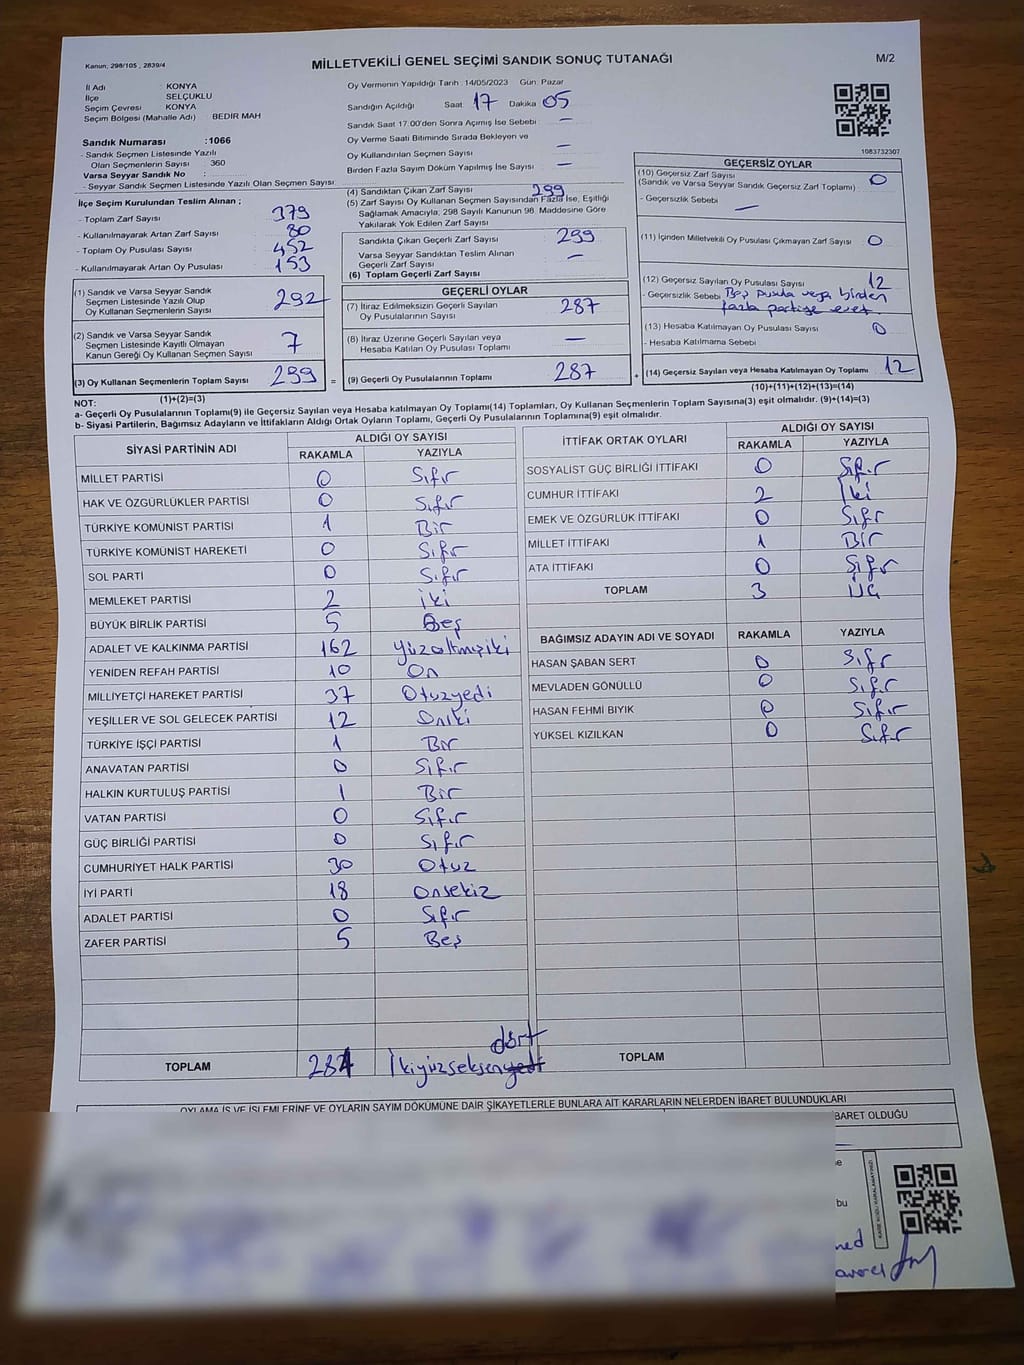 Kanun; 298/105 , 2839/4
MİLLETVEKİLİ GENEL SEÇİMİ SANDIK SONUÇ TUTANAĞI
M/2
İl Adı KONYA
İlçe SELÇUKLU
Seçim Çevresi KONYA
Seçim Bölgesi (Mahalle Adı) BEDİR MAH
Sandık Numarası :1066
- Sandık Seçmen Listesinde Yazılı
Olan Seçmenlerin Sayısı : 360
Varsa Seyyar Sandık No :
- Seyyar Sandık Seçmen Listesinde Yazılı Olan Seçmen Sayısı
İlçe Seçim Kurulundan Teslim Alınan ;
- Toplam Zarf Sayısı 379
- Kullanılmayarak Artan Zarf Sayısı 80
- Toplam Oy Pusulası Sayısı 452
- Kullanılmayarak Artan Oy Pusulası 153
(1) Sandık ve Varsa Seyyar Sandık
Seçmen Listesinde Yazılı Olup
Oy Kullanan Seçmenlerin Sayısı 292
(2) Sandık ve Varsa Seyyar Sandık
Seçmen Listelerinde Kayıtlı Olmayan
Kanun Gereği Oy Kullanan Seçmen Sayısı 7
(3) Oy Kullanan Seçmenlerin Toplam Sayısı 299 =
(1)+(2)=(3)
Oy Vermenin Yapıldığı Tarih :14/05/2023 Gün: Pazar
Sandığın Açıldığı Saat: 17 Dakika: 05
Sandık Saat 17:00'den Sonra Açımış İse Sebebi : —
Oy Verme Saati Bitiminde Sırada Bekleyen ve
Oy Kullandırılan Seçmen Sayısı —
Birden Fazla Sayım Döküm Yapılmış İse Sayısı —
(4) Sandıktan Çıkan Zarf Sayısı 299
(5) Zarf Sayısı Oy Kullanan Seçmen Sayısından Fazla İse, Eşitliği
Sağlamak Amacıyla, 298 Sayılı Kanunun 98. Maddesine Göre
Yakılarak Yok Edilen Zarf Sayısı
Sandıkta Çıkan Geçerli Zarf Sayısı 299
Varsa Seyyar Sandıktan Teslim Alınan
Geçerli Zarf Sayısı —
(6) Toplam Geçerli Zarf Sayısı
GEÇERLİ OYLAR
(7) İtiraz Edilmeksizin Geçerli Sayılan
Oy Pusulalarının Sayısı 287
(8) İtiraz Üzerine Geçerli Sayılan veya
Hesaba Katılan Oy Pusulası Toplamı —
(9) Geçerli Oy Pusulalarının Toplamı 287 +
1083732307
GEÇERSİZ OYLAR
(10) Geçersiz Zarf Sayısı
(Sandık ve Varsa Seyyar Sandık Geçersiz Zarf Toplamı) 0
- Geçersizlik Sebebi —
(11) İçinden Milletvekili Oy Pusulası Çıkmayan Zarf Sayısı 0
(12) Geçersiz Sayılan Oy Pusulası Sayısı 12
- Geçersizlik Sebebi Boş pusula veya birden
fazla partiye evet.
(13) Hesaba Katılmayan Oy Pusulası Sayısı 0
- Hesaba Katılmama Sebebi
(14) Geçersiz Sayılan veya Hesaba Katılmayan Oy Toplamı 12
(10)+(11)+(12)+(13)=(14)
NOT:
a- Geçerli Oy Pusulalarının Toplamı(9) ile Geçersiz Sayılan veya Hesaba katılmayan Oy Toplamı(14) Toplamları, Oy Kullanan Seçmenlerin Toplam Sayısına(3) eşit olmalıdır. (9)+(14)=(3)
b- Siyasi Partilerin, Bağımsız Adayların ve İttifakların Aldığı Ortak Oyların Toplamı, Geçerli Oy Pusulalarının Toplamına(9) eşit olmalıdır.
SİYASİ PARTİNİN ADI ALDIĞI OY SAYISI
RAKAMLA YAZIYLA
MİLLET PARTİSİ 0 Sıfır
HAK VE ÖZGÜRLÜKLER PARTİSİ 0 Sıfır
TÜRKİYE KOMÜNİST PARTİSİ 1 Bir
TÜRKİYE KOMÜNİST HAREKETİ 0 Sıfır
SOL PARTİ 0 Sıfır
MEMLEKET PARTİSİ 2 İki
BÜYÜK BİRLİK PARTİSİ 5 Beş
ADALET VE KALKINMA PARTİSİ 162 Yüzaltmışiki
YENİDEN REFAH PARTİSİ 10 On
MİLLİYETÇİ HAREKET PARTİSİ 37 Otuzyedi
YEŞİLLER VE SOL GELECEK PARTİSİ 12 Oniki
TÜRKİYE İŞÇİ PARTİSİ 1 Bir
ANAVATAN PARTİSİ 0 Sıfır
HALKIN KURTULUŞ PARTİSİ 1 Bir
VATAN PARTİSİ 0 Sıfır
GÜÇ BİRLİĞİ PARTİSİ 0 Sıfır
CUMHURİYET HALK PARTİSİ 30 Otuz
İYİ PARTİ 18 Onsekiz
ADALET PARTİSİ 0 Sıfır
ZAFER PARTİSİ 5 Beş
dört
TOPLAM 284 İkiyüzseksenyedi
İTTİFAK ORTAK OYLARI ALDIĞI OY SAYISI
RAKAMLA YAZIYLA
SOSYALİST GÜÇ BİRLİĞİ İTTİFAKI 0 Sıfır
CUMHUR İTTİFAKI 2 İki
EMEK VE ÖZGÜRLÜK İTTİFAKI 0 Sıfır
MİLLET İTTİFAKI 1 Bir
ATA İTTİFAKI 0 Sıfır
TOPLAM 3 Üç
BAĞIMSIZ ADAYIN ADI VE SOYADI RAKAMLA YAZIYLA
HASAN ŞABAN SERT 0 Sıfır
MEVLADEN GÖNÜLLÜ 0 Sıfır
HASAN FEHMİ BIYIK 0 Sıfır
YÜKSEL KIZILKAN 0 Sıfır
TOPLAM
OYLAMA İŞ VE İŞLEMLERİNE VE OYLARIN SAYIM DÖKÜMÜNE DAİR ŞİKAYETLERLE BUNLARA AİT KARARLARIN NELERDEN İBARET BULUNDUKLARI
BARET OLDUĞU
bu
KARE KODU KARALAMAYINIZ!